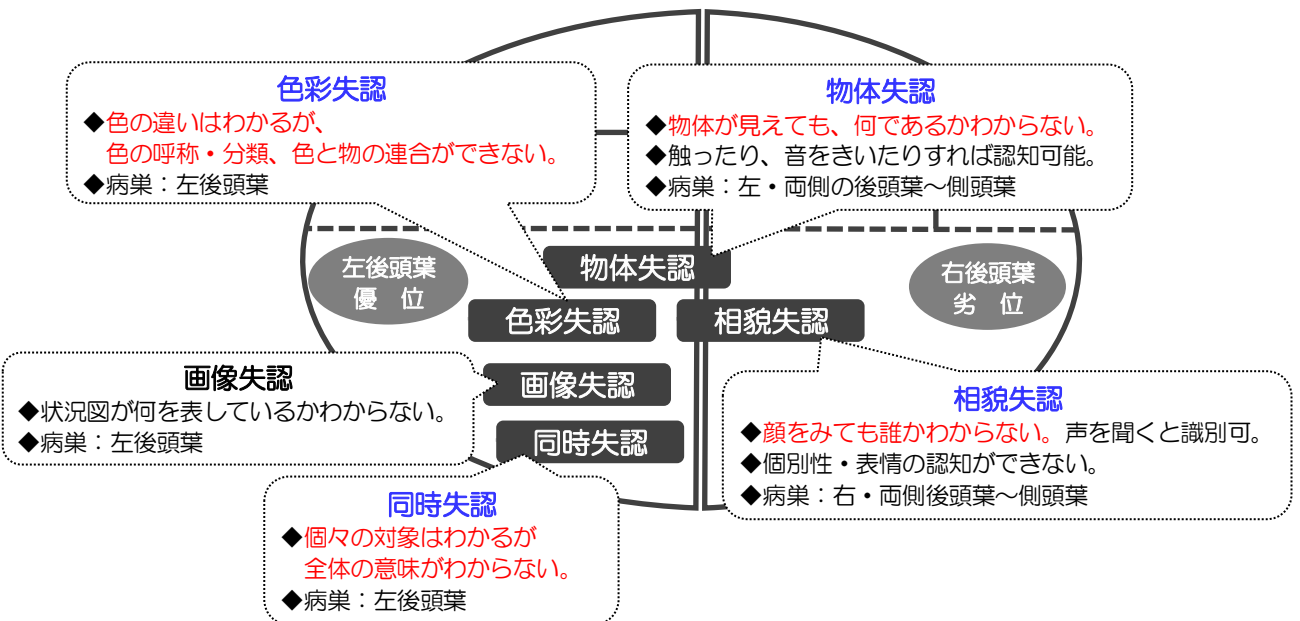 色彩失認
◆色の違いはわかるが、
色の呼称・分類、色と物の連合ができない。
◆病巣：左後頭葉
物体失認
◆物体が見えても、何であるかわからない。
◆触ったり、音をきいたりすれば認知可能。
◆病巣：左・両側の後頭葉～側頭葉
左後頭葉
優　位
物体失認
右後頭葉
劣　位
色彩失認
相貌失認
画像失認
同時失認
画像失認
◆状況図が何を表しているかわからない。
◆病巣：左後頭葉
相貌失認
◆顔をみても誰かわからない。声を聞くと識別可。
◆個別性・表情の認知ができない。
◆病巣：右・両側後頭葉～側頭葉
同時失認
◆個々の対象はわかるが
全体の意味がわからない。
◆病巣：左後頭葉